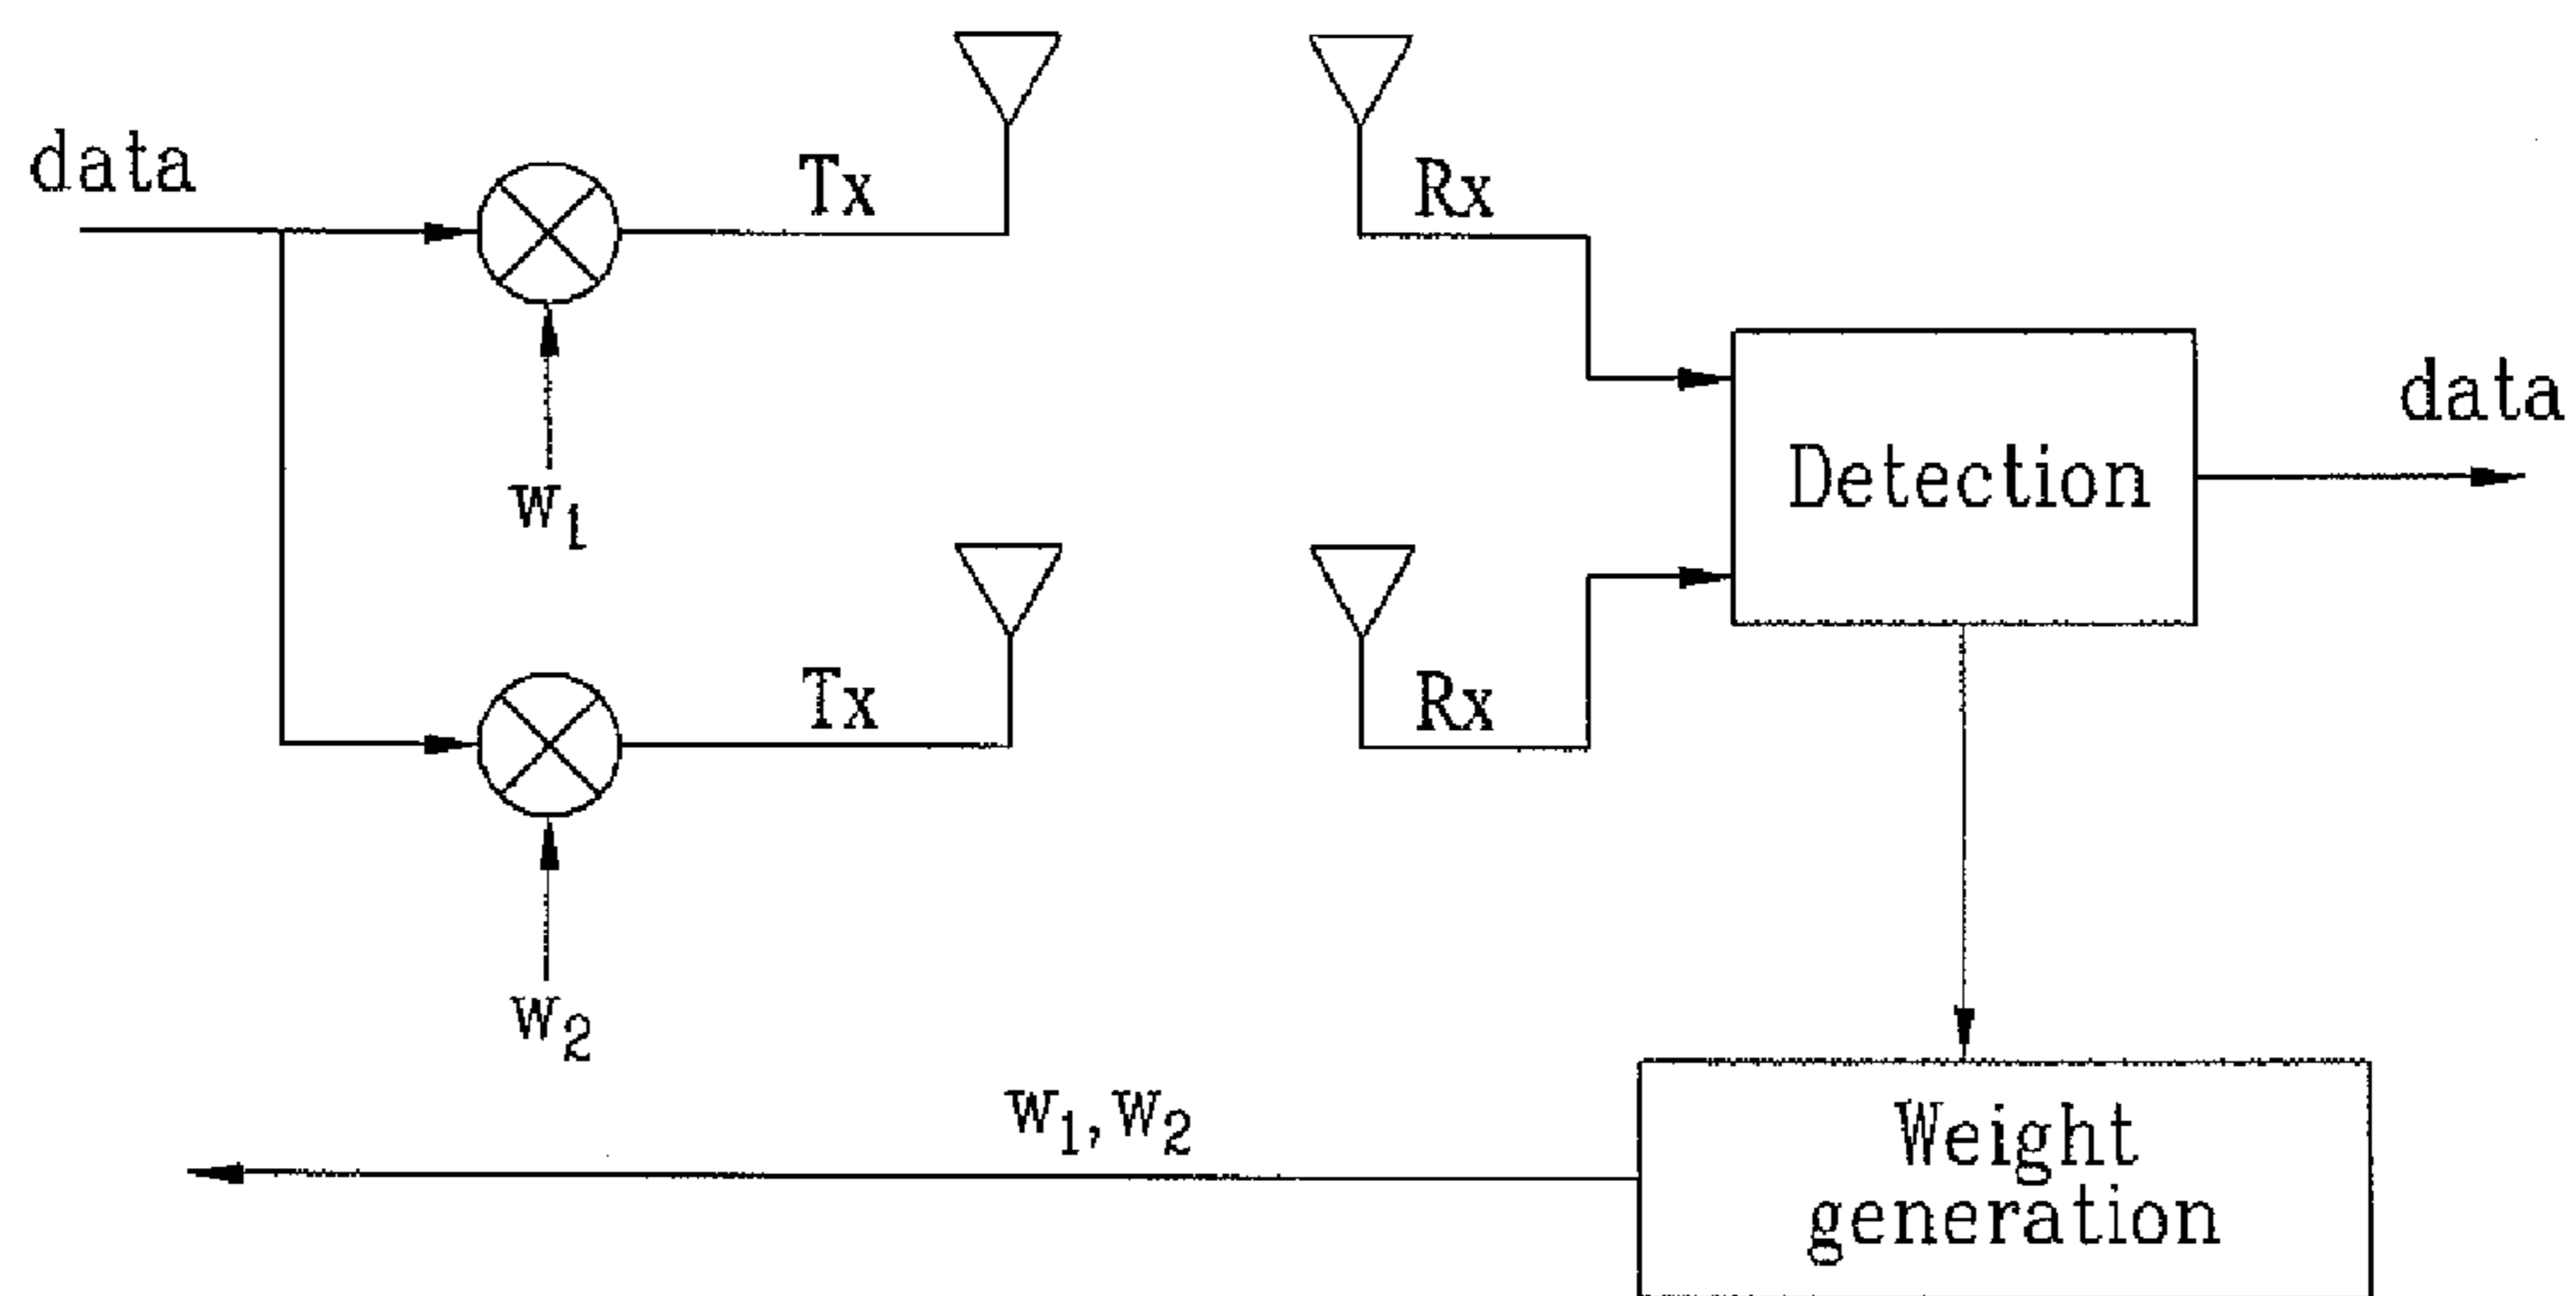 data
Tx
Rx
data
w1
Detection
Tx
Rx
w2
w1, w2
Weight
generation